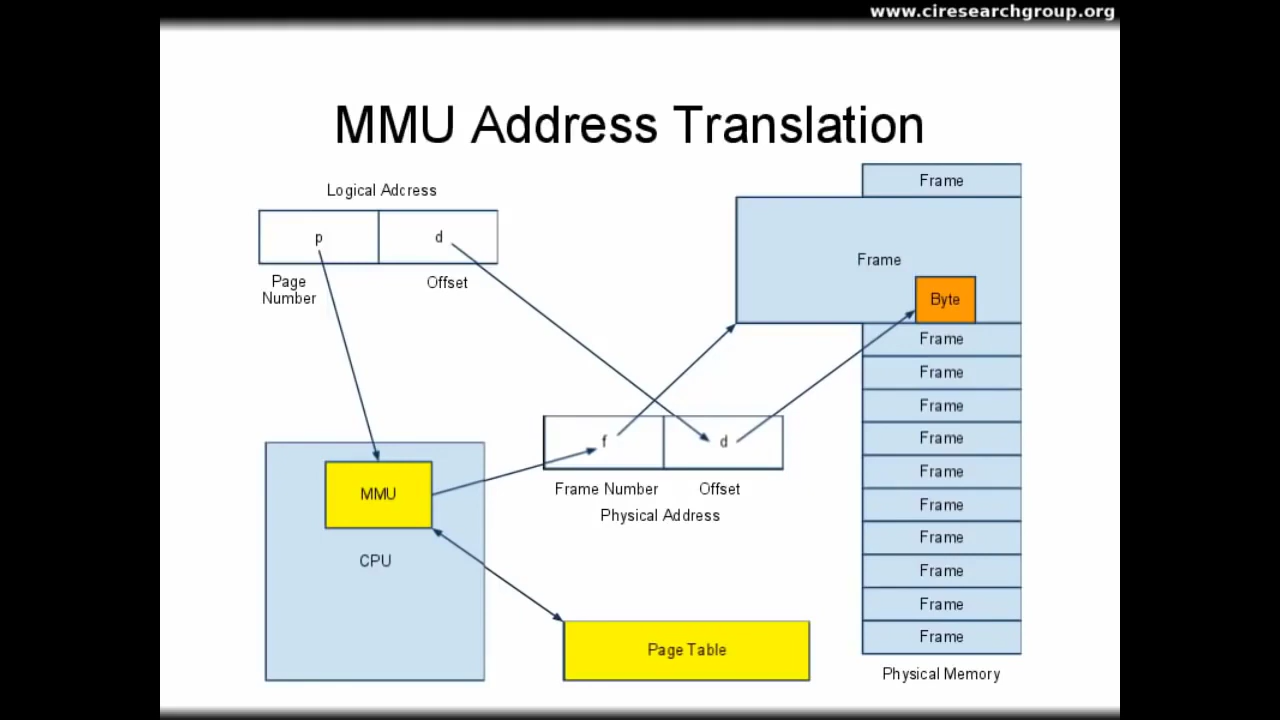 www.ciresearchgroup.org
MMU Address Translation
Logical Address
p
d
Page
Number
Offset
Frame
Frame
Byte
Frame
Frame
Frame
Frame
Frame
Frame
Frame
Frame
Frame
Frame
Physical Memory
f
d
Frame Number
Offset
Physical Address
MMU
CPU
Page Table